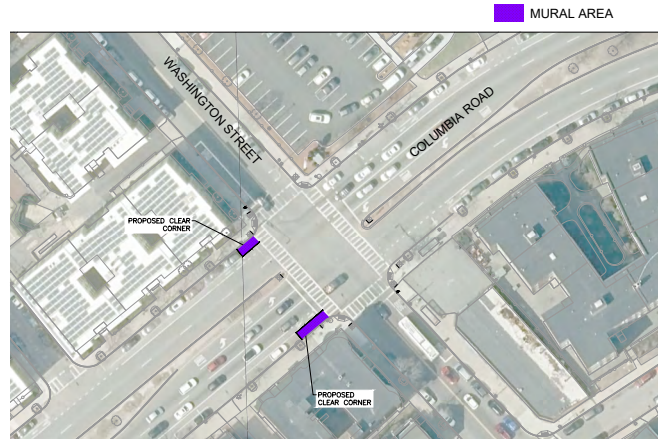 MURAL AREA
WASHINGTON STREET
COLUMBIA ROAD
PROPOSED CLEAR
CORNER
PROPOSED
CLEAR CORNER